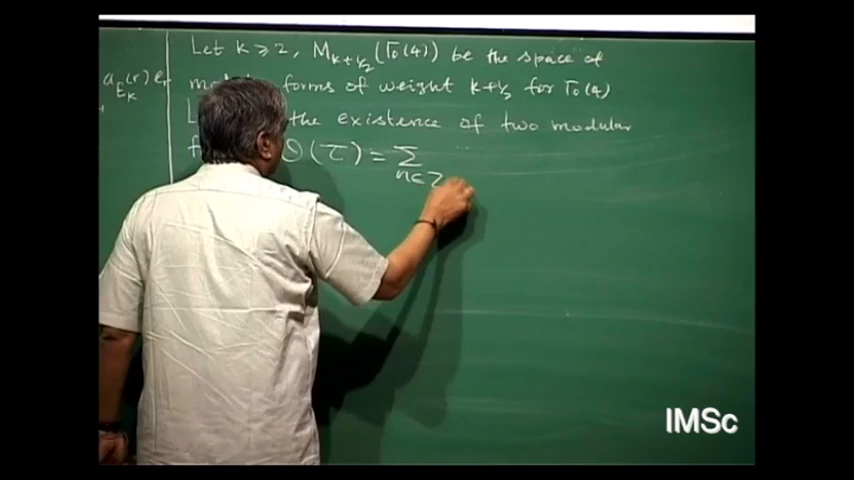 Let k ≥ 2, M_{k+1/2}(Γ₀(4)) be the space of
forms of weight k+1/2 for Γ₀(4)
a_{E_k}(r) e
the existence of two modular
θ(τ) = Σ_{n∈Z}
IMSc